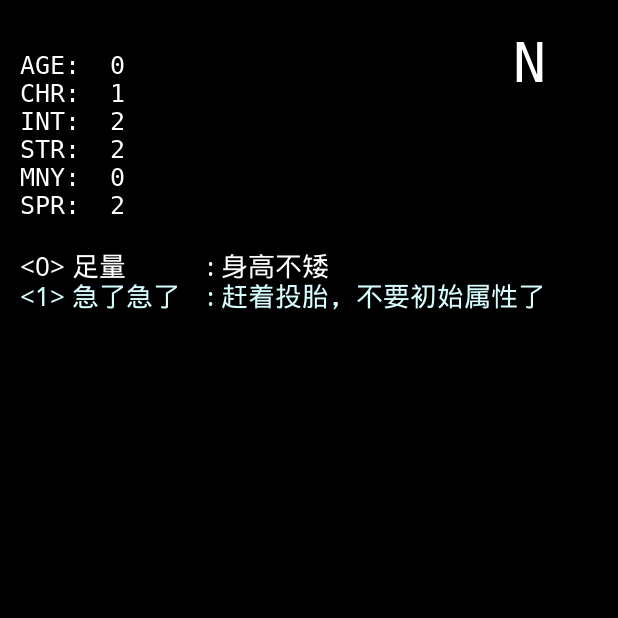 N
AGE: 0
CHR: 1
INT: 2
STR: 2
MNY: 0
SPR: 2
<0> 足量 : 身高不矮
<1> 急了急了 : 赶着投胎，不要初始属性了